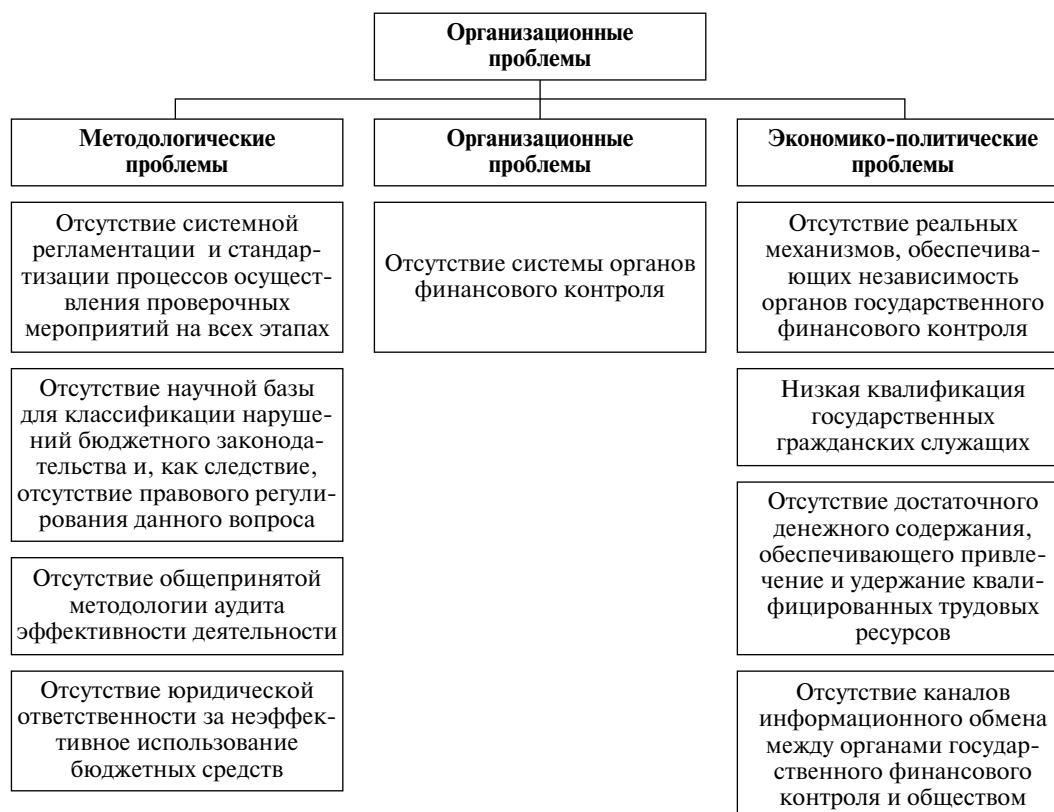 Организационные
проблемы
Методологические
проблемы
Отсутствие системной
регламентации и стандар-
тизации процессов осущест-
вления проверочных
мероприятий на всех этапах
Отсутствие научной базы
для классификации наруше-
ний бюджетного законода-
тельства и, как следствие,
отсутствие правового регули-
рования данного вопроса
Отсутствие общепринятой
методологии аудита
эффективности деятельности
Отсутствие юридической
ответственности за неэффек-
тивное использование
бюджетных средств
Организационные
проблемы
Отсутствие системы органов
финансового контроля
Экономико-политические
проблемы
Отсутствие реальных
механизмов, обеспечива-
ющих независимость
органов государственного
финансового контроля
Низкая квалификация
государственных
гражданских служащих
Отсутствие достаточного
денежного содержания,
обеспечивающего привле-
чение и удержание квали-
фицированных трудовых
ресурсов
Отсутствие каналов
информационного обмена
между органами государ-
ственного финансового
контроля и обществом